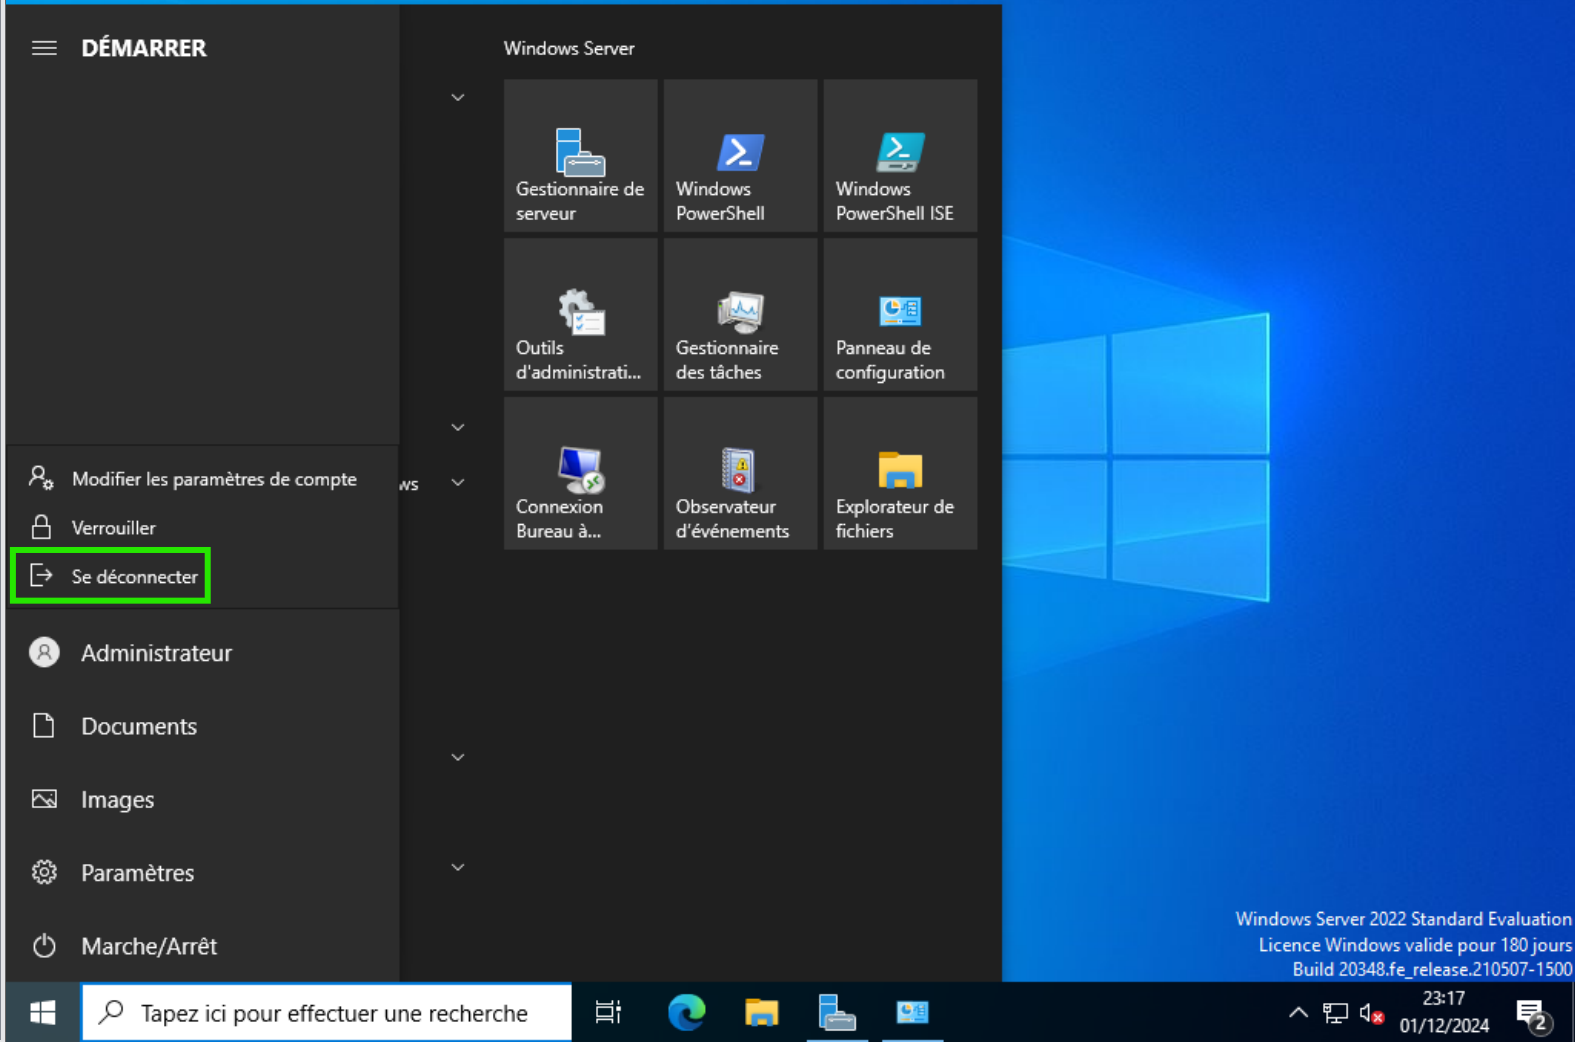 DÉMARRER
Windows Server
Gestionnaire de
serveur
Windows
PowerShell
Windows
PowerShell ISE
Outils
d'administrati...
Gestionnaire
des tâches
Panneau de
configuration
Connexion
Bureau à...
Observateur
d'événements
Explorateur de
fichiers
Modifier les paramètres de compte
ws
Verrouiller
Se déconnecter
Administrateur
Documents
Images
Paramètres
Marche/Arrêt
Windows Server 2022 Standard Evaluation
Licence Windows valide pour 180 jours
Build 20348.fe_release.210507-1500
Tapez ici pour effectuer une recherche
23:17
01/12/2024
2